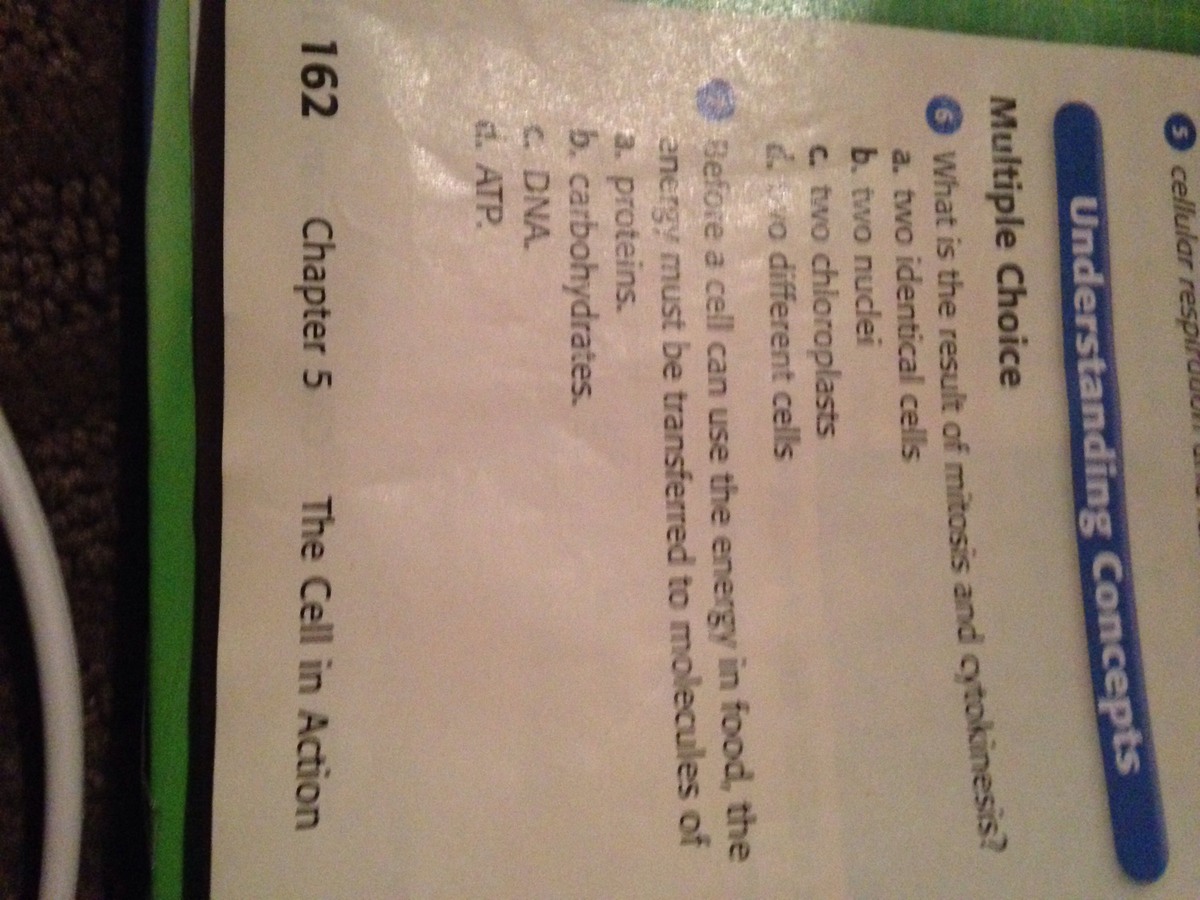 5 cellular respiration
Understanding Concepts
Multiple Choice
6 What is the result of mitosis and cytokinesis?
a. two identical cells
b. two nuclei
c. two chloroplasts
d. two different cells
7 Before a cell can use the energy in food, the
energy must be transferred to molecules of
a. proteins.
b. carbohydrates.
c. DNA.
d. ATP.
162 Chapter 5 The Cell in Action